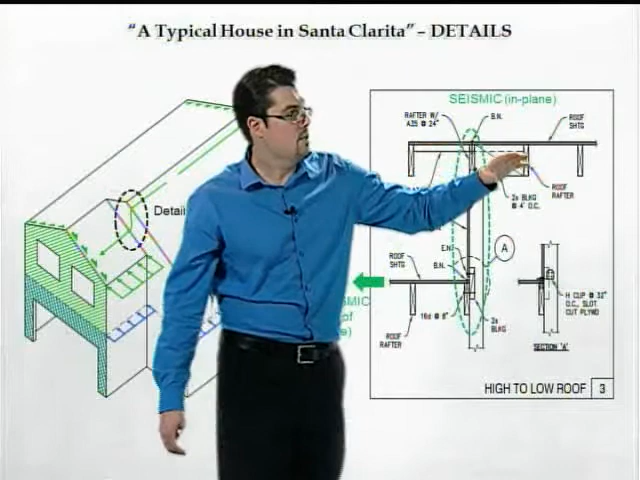 "A Typical House in Santa Clarita" – DETAILS
SEISMIC (in-plane)
RAFTER W/
A35 @ 24"
B.N.
ROOF
SHTG
Detai
ROOF
RAFTER
2x BLKG
@ 4' O.C.
E.N.
A
ROOF
SHTG
B.N.
SMIC
of
e)
16d @ 6"
2x
BLKG
ROOF
RAFTER
H CLIP @ 32"
O.C., SLOT
CUT PLYWD
SECTION 'A'
HIGH TO LOW ROOF 3